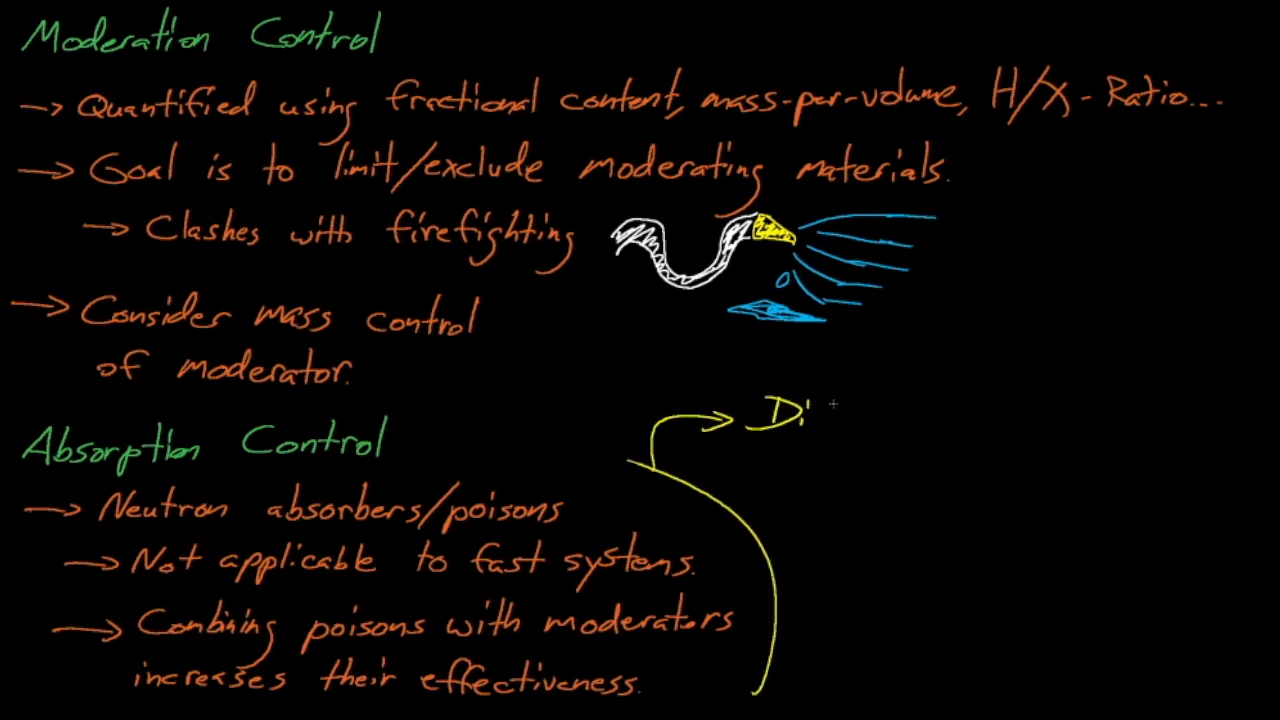 Moderation Control
→ Quantified using fractional content, mass-per-volume, H/X-Ratio...
→ Goal is to limit/exclude moderating materials.
→ Clashes with firefighting
→ Consider mass control
of moderator.
Di
Absorption Control
→ Neutron absorbers/poisons
→ Not applicable to fast systems.
→ Combining poisons with moderators
increases their effectiveness.